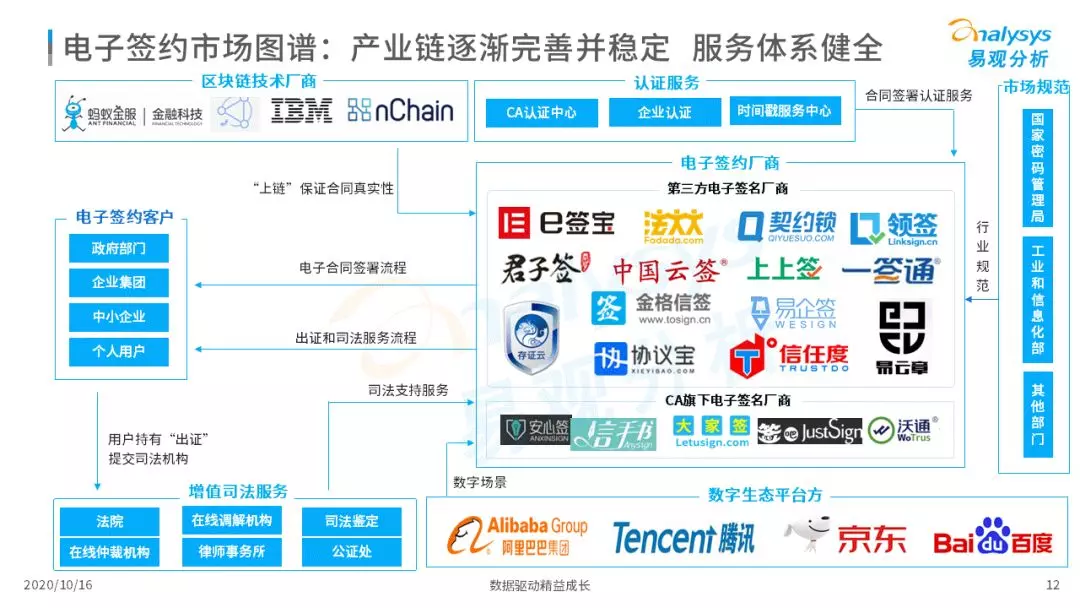 电子签约市场图谱：产业链逐渐完善并稳定 服务体系健全
analysys
易观分析
区块链技术厂商
蚂蚁金服
ANT FINANCIAL
金融科技
FINANCIAL TECHNOLOGY
IBM
nChain
认证服务
CA认证中心
企业认证
时间戳服务中心
合同签署认证服务
市场规范
国家密码管理局
工业和信息化部
其他部门
行业规范
“上链”保证合同真实性
电子签约客户
政府部门
企业集团
中小企业
个人用户
电子合同签署流程
出证和司法服务流程
司法支持服务
电子签约厂商
第三方电子签名厂商
e签宝
法大大
Fadada.com
契约锁
QIYUESUO.COM
领签
Linksign.cn
君子签
中国云签®
上上签
一签通®
存证云
签
金格信签
www.tosign.cn
易企签
WESIGN
易云章
协
协议宝
XIEYIBAO.COM
信任度
TRUSTDO
CA旗下电子签名厂商
安心签
ANXINSIGN
信手书
Anysign
大家签
Letusign.com
签吧
JustSign
沃通®
WoTrus
用户持有“出证”
提交司法机构
数字场景
增值司法服务
法院
在线调解机构
司法鉴定
在线仲裁机构
律师事务所
公证处
数字生态平台方
Alibaba Group
阿里巴巴集团
Tencent 腾讯
京东
Baidu百度
2020/10/16
数据驱动精益成长
12